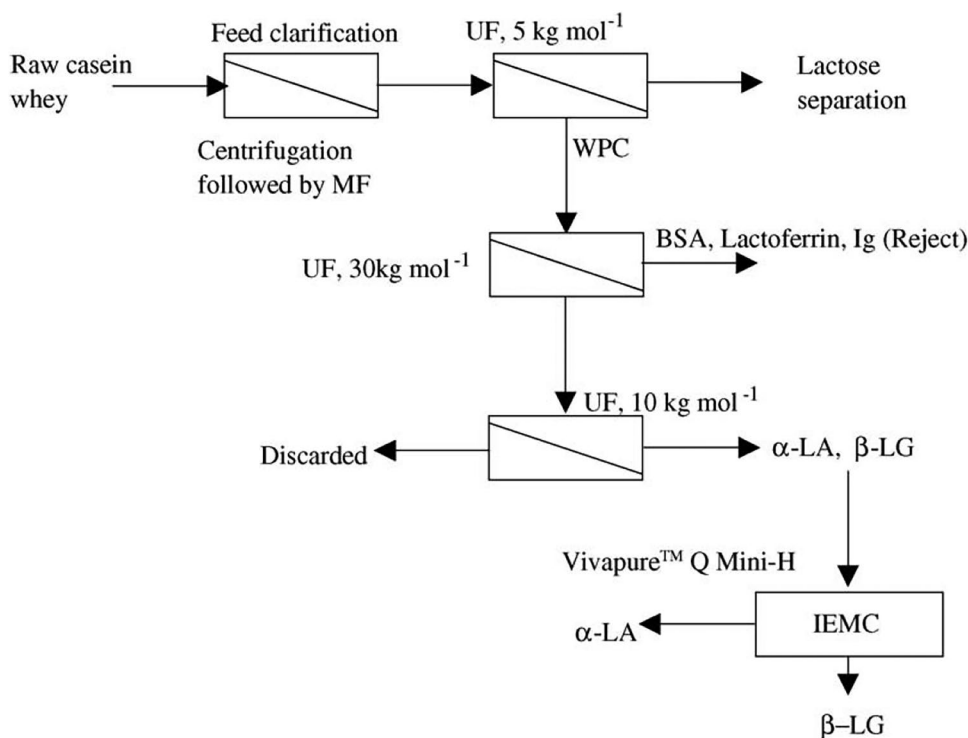 Feed clarification
UF, 5 kg mol⁻¹
Raw casein
whey
Lactose
separation
Centrifugation
followed by MF
WPC
BSA, Lactoferrin, Ig (Reject)
UF, 30kg mol⁻¹
UF, 10 kg mol⁻¹
Discarded
α-LA, β-LG
Vivapure™ Q Mini-H
IEMC
α-LA
β–LG